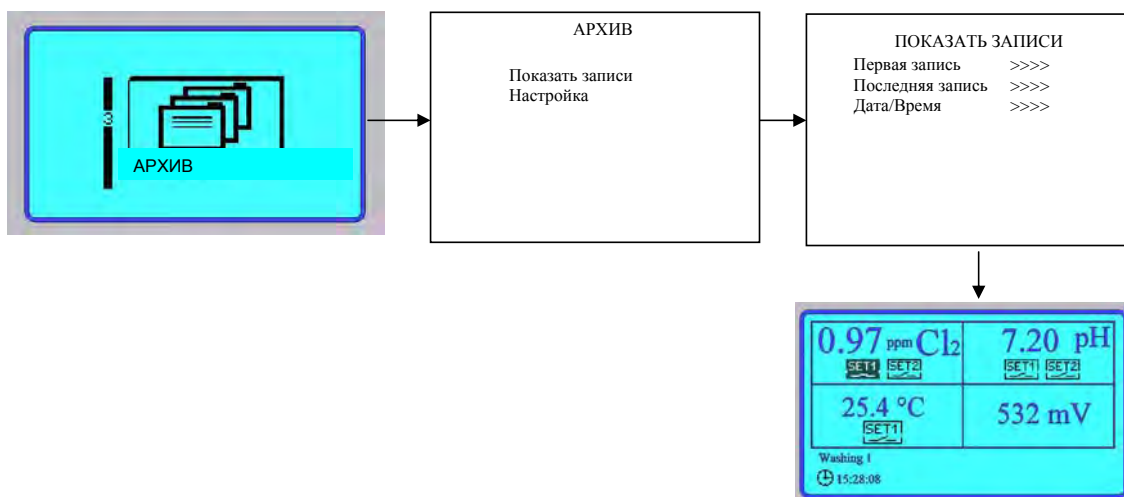 3
АРХИВ
АРХИВ
Показать записи
Настройка
ПОКАЗАТЬ ЗАПИСИ
Первая запись >>>>
Последняя запись >>>>
Дата/Время >>>>
0.97 ppm Cl₂
SET1 SET2
7.20 pH
SET1 SET2
25.4 °C
SET1
532 mV
Washing 1
15:28:08